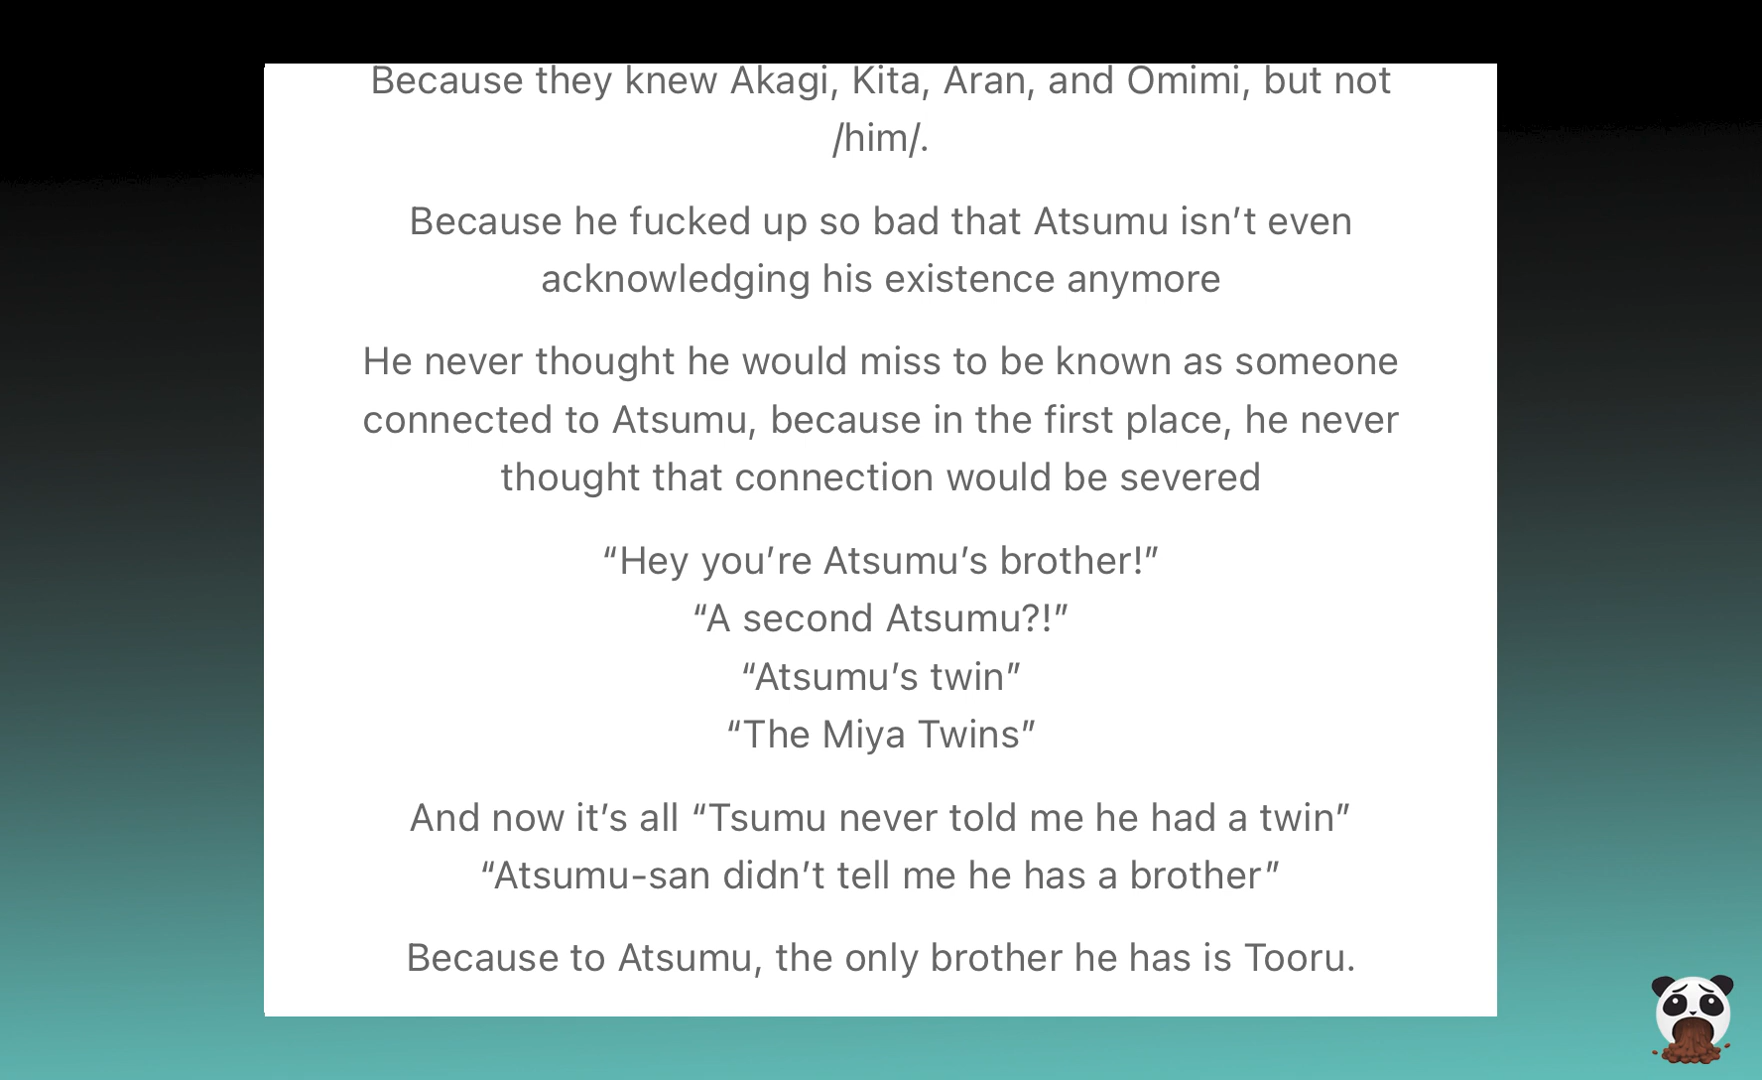 Because they knew Akagi, Kita, Aran, and Omimi, but not
/him/.
Because he fucked up so bad that Atsumu isn’t even
acknowledging his existence anymore
He never thought he would miss to be known as someone
connected to Atsumu, because in the first place, he never
thought that connection would be severed
“Hey you’re Atsumu’s brother!”
“A second Atsumu?!”
“Atsumu’s twin”
“The Miya Twins”
And now it’s all “Tsumu never told me he had a twin”
“Atsumu-san didn’t tell me he has a brother”
Because to Atsumu, the only brother he has is Tooru.